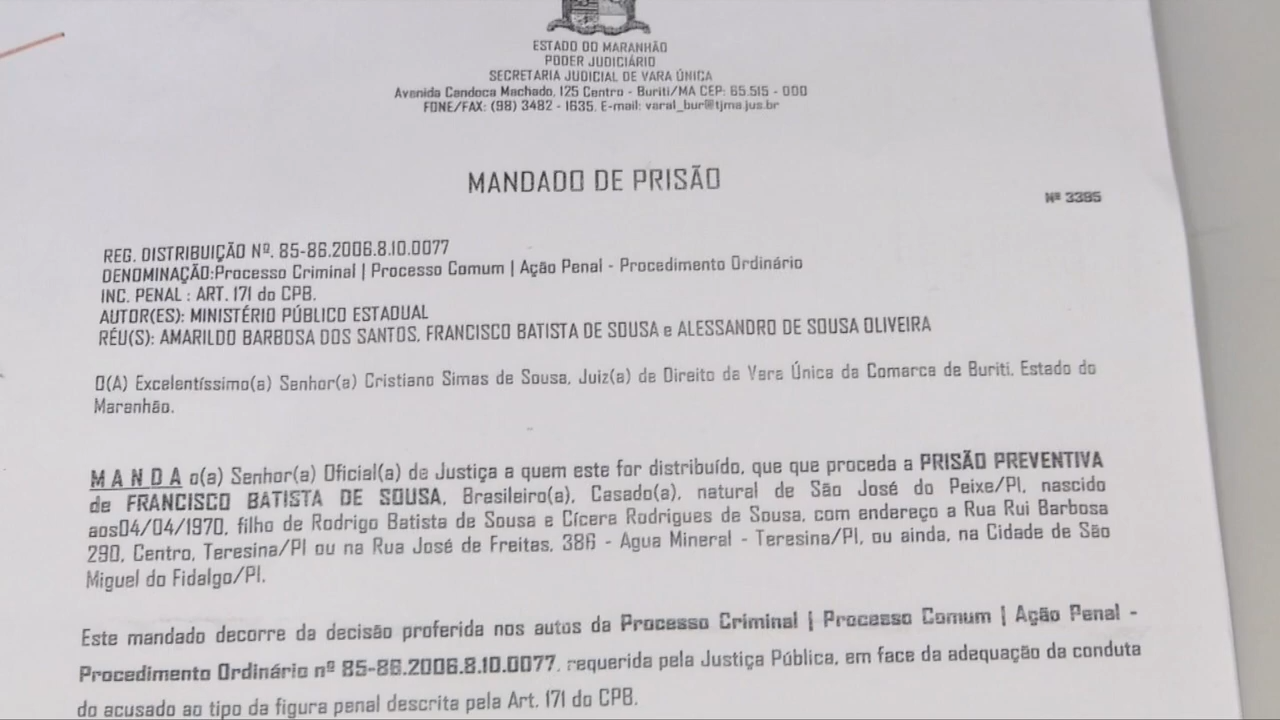 ESTADO DO MARANHÃO
PODER JUDICIÁRIO
SECRETARIA JUDICIAL DE VARA ÚNICA
Avenida Candoca Machado, 125 Centro - Buriti/MA CEP: 65.515 - 000
FONE/FAX: (98) 3482 - 1635. E-mail: vara1_bur@tjma.jus.br
MANDADO DE PRISÃO
Nº 3395
REG. DISTRIBUIÇÃO Nº. 85-86.2006.8.10.0077
DENOMINAÇÃO:Processo Criminal | Processo Comum | Ação Penal - Procedimento Ordinário
INC. PENAL : ART. 171 do CPB.
AUTOR(ES): MINISTÉRIO PÚBLICO ESTADUAL
RÉU(S): AMARILDO BARBOSA DOS SANTOS, FRANCISCO BATISTA DE SOUSA e ALESSANDRO DE SOUSA OLIVEIRA
O(A) Excelentíssimo(a) Senhor(a) Cristiano Simas de Sousa, Juiz(a) de Direito da Vara Única da Comarca de Buriti, Estado do
Maranhão.
M A N D A o(a) Senhor(a) Oficial(a) de Justiça a quem este for distribuído, que que proceda a PRISÃO PREVENTIVA
de FRANCISCO BATISTA DE SOUSA, Brasileiro(a), Casado(a), natural de São José do Peixe/PI, nascido
aos04/04/1970, filho de Rodrigo Batista de Sousa e Cícera Rodrigues de Sousa, com endereço a Rua Rui Barbosa
290, Centro, Teresina/PI ou na Rua José de Freitas, 386 - Agua Mineral - Teresina/PI, ou ainda, na Cidade de São
Miguel do Fidalgo/PI.
Este mandado decorre da decisão proferida nos autos da Processo Criminal | Processo Comum | Ação Penal -
Procedimento Ordinário nº 85-86.2006.8.10.0077, requerida pela Justiça Pública, em face da adequação da conduta
do acusado ao tipo da figura penal descrita pela Art. 171 do CPB.